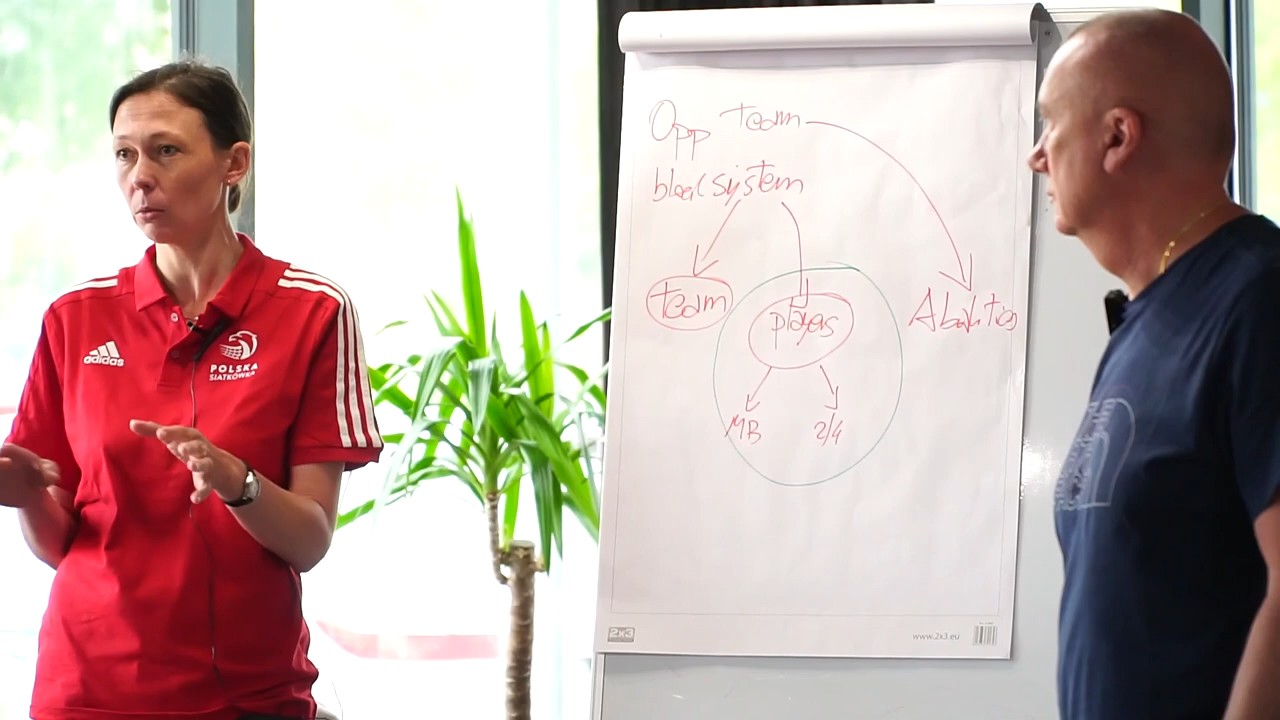 adidas
POLSKA
SIATKÓWKA
Opp team
block system
team
players
Abilities
MB
2/4
2x3
www.2x3.eu